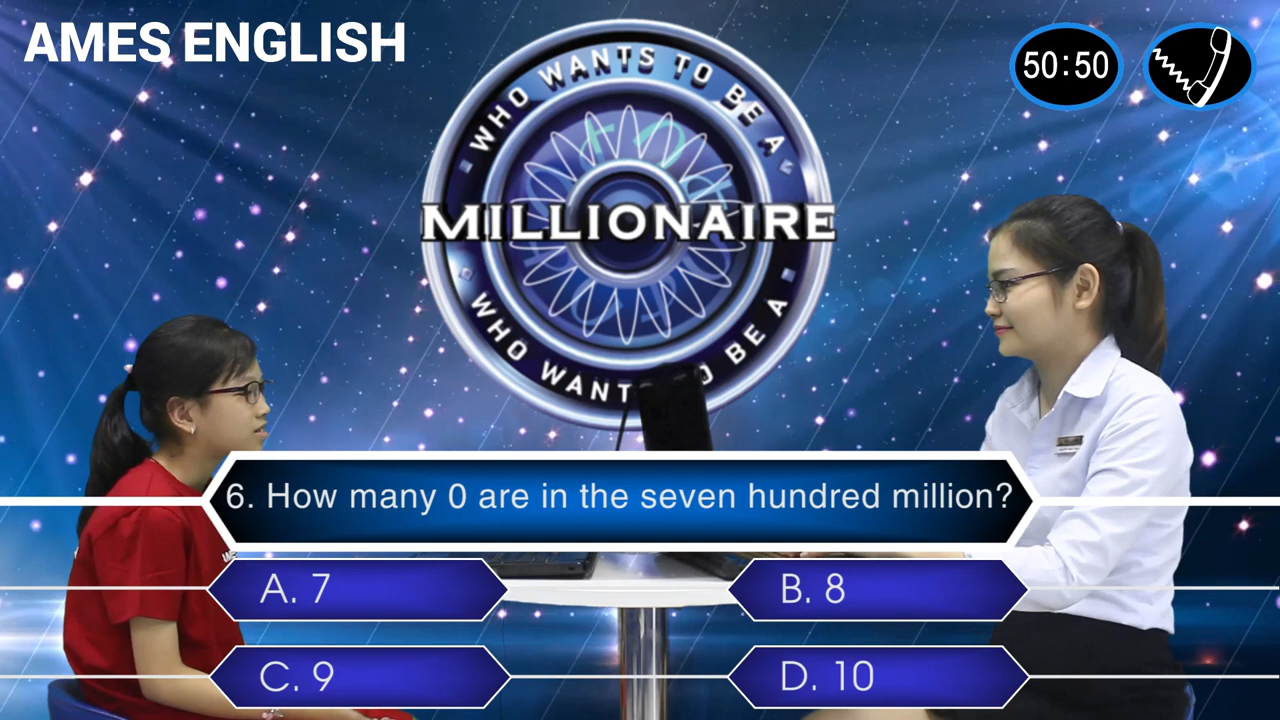 AMES ENGLISH
50:50
WHO WANTS TO BE A
MILLIONAIRE
WHO WANTS TO BE A
6. How many 0 are in the seven hundred million?
A. 7
B. 8
C. 9
D. 10